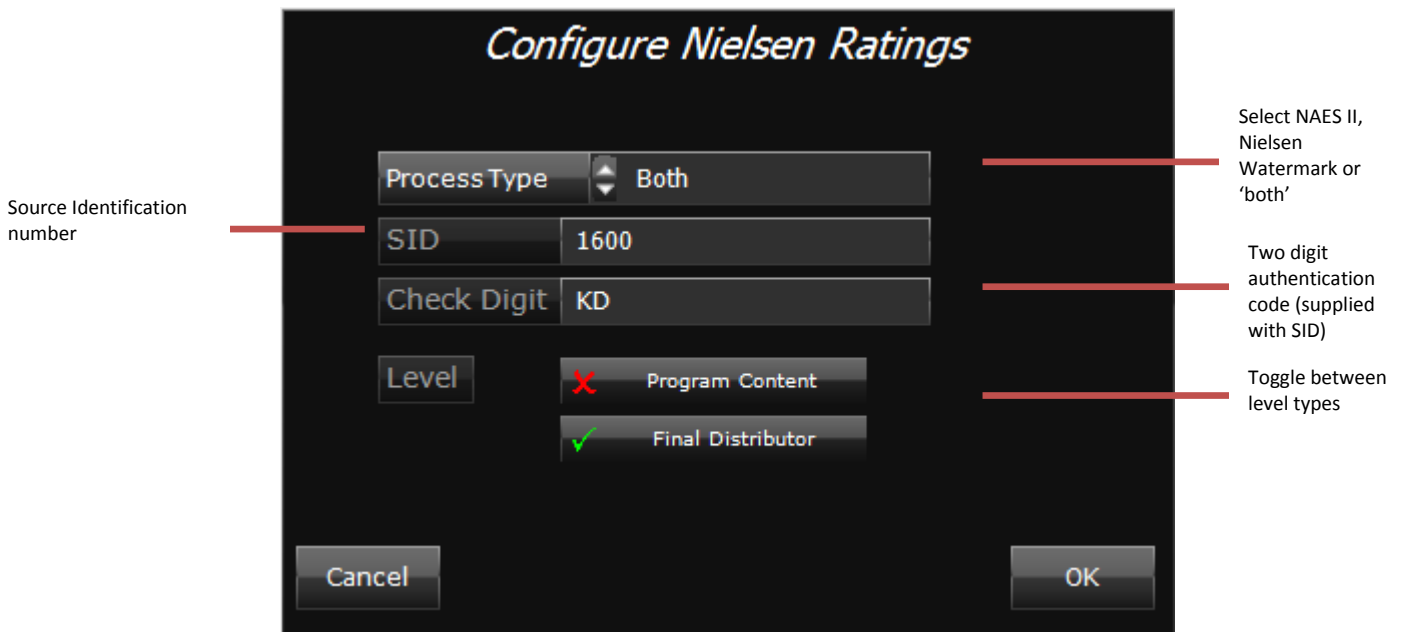 Configure Nielsen Ratings
Select NAES II,
Nielsen
Watermark or
‘both’
Process Type
Both
Source Identification
number
SID
1600
Two digit
authentication
code (supplied
with SID)
Check Digit
KD
Level
Program Content
Toggle between
level types
Final Distributor
Cancel
OK